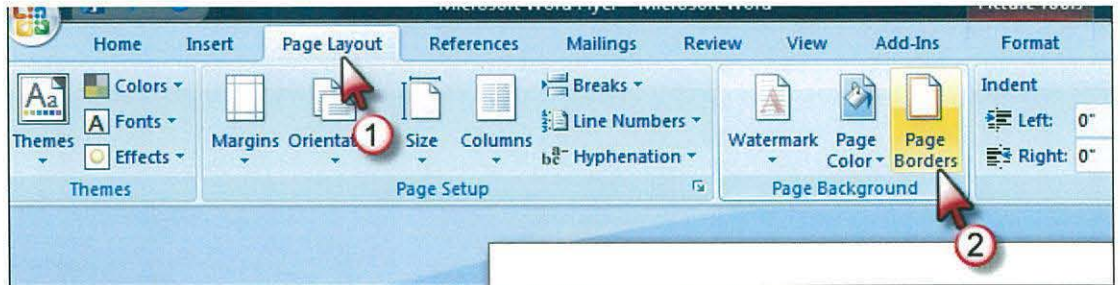 Microsoft Word Flyer - Microsoft Word Picture Tools
Home Insert Page Layout References Mailings Review View Add-Ins Format
Aa Colors Breaks Indent
A Fonts Line Numbers Left: 0"
Themes Effects Margins 1 Size Columns Hyphenation Watermark Page Color Page Borders Right: 0"
Themes Page Setup Page Background
2